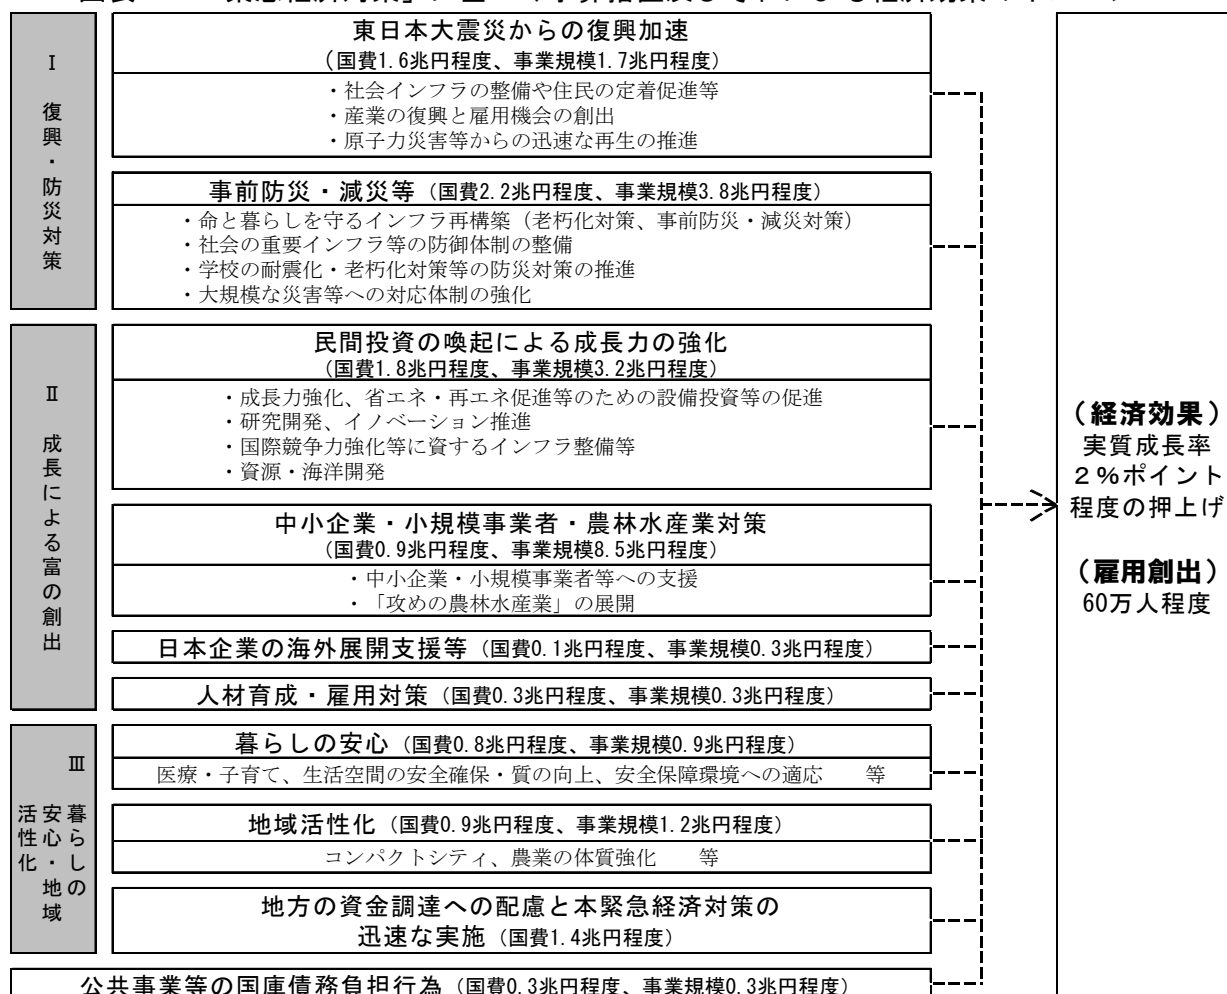 Ⅰ 復興・防災対策
東日本大震災からの復興加速
(国費1.6兆円程度、事業規模1.7兆円程度)
・社会インフラの整備や住民の定着促進等
・産業の復興と雇用機会の創出
・原子力災害等からの迅速な再生の推進
事前防災・減災等(国費2.2兆円程度、事業規模3.8兆円程度)
・命と暮らしを守るインフラ再構築(老朽化対策、事前防災・減災対策)
・社会の重要インフラ等の防御体制の整備
・学校の耐震化・老朽化対策等の防災対策の推進
・大規模な災害等への対応体制の強化
Ⅱ 成長による富の創出
民間投資の喚起による成長力の強化
(国費1.8兆円程度、事業規模3.2兆円程度)
・成長力強化、省エネ・再エネ促進等のための設備投資等の促進
・研究開発、イノベーション推進
・国際競争力強化等に資するインフラ整備等
・資源・海洋開発
中小企業・小規模事業者・農林水産業対策
(国費0.9兆円程度、事業規模8.5兆円程度)
・中小企業・小規模事業者等への支援
・「攻めの農林水産業」の展開
日本企業の海外展開支援等(国費0.1兆円程度、事業規模0.3兆円程度)
人材育成・雇用対策(国費0.3兆円程度、事業規模0.3兆円程度)
Ⅲ 暮らしの
安心・地域
活性化
暮らしの安心(国費0.8兆円程度、事業規模0.9兆円程度)
医療・子育て、生活空間の安全確保・質の向上、安全保障環境への適応 等
地域活性化(国費0.9兆円程度、事業規模1.2兆円程度)
コンパクトシティ、農業の体質強化 等
地方の資金調達への配慮と本緊急経済対策の
迅速な実施(国費1.4兆円程度)
公共事業等の国庫債務負担行為(国費0.3兆円程度、事業規模0.3兆円程度)
(経済効果)
実質成長率
2%ポイント
程度の押上げ
(雇用創出)
60万人程度